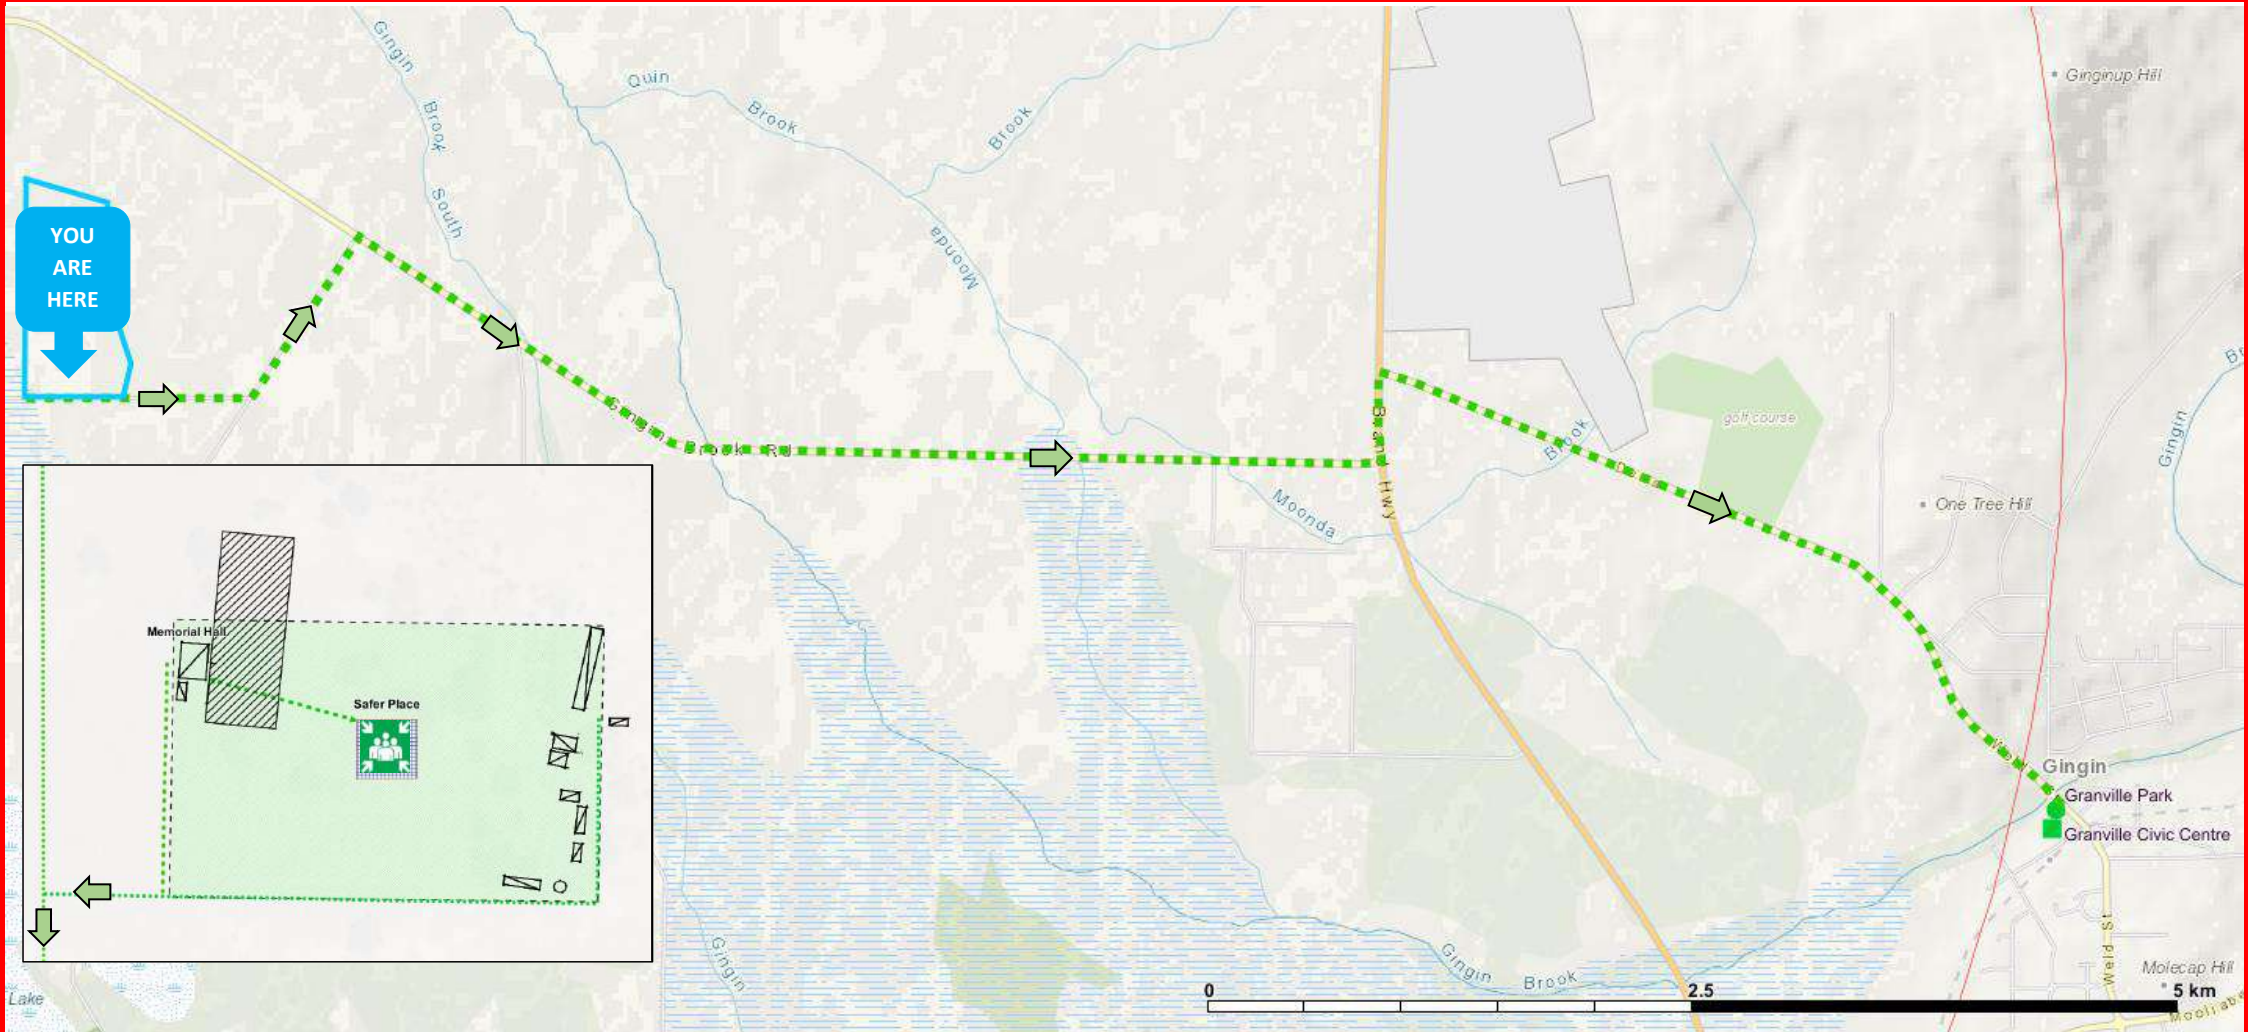 Gingin
Brook
South
Quin
Brook
Brook
Moonda
Ginginup Hill
YOU
ARE
HERE
Gingin Brook Rd
Brand Hwy
Moonda
Brook
golf course
One Tree Hill
Gingin
Memorial Hall
Safer Place
Gingin
Granville Park
Granville Civic Centre
Weld St
Molecap Hill
Gingin
Gingin Brook
Lake
0
2.5
5 km